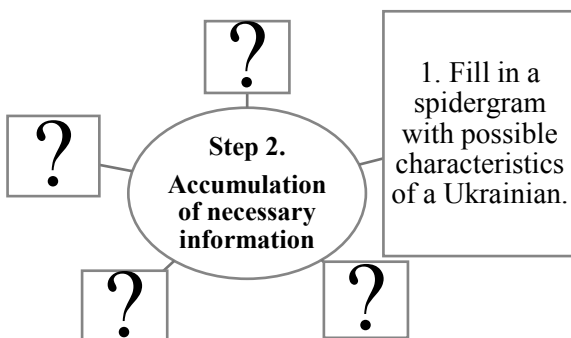 ?
1. Fill in a
spidergram
with possible
characteristics
of a Ukrainian.
?
Step 2.
Accumulation
of necessary
information
?
?